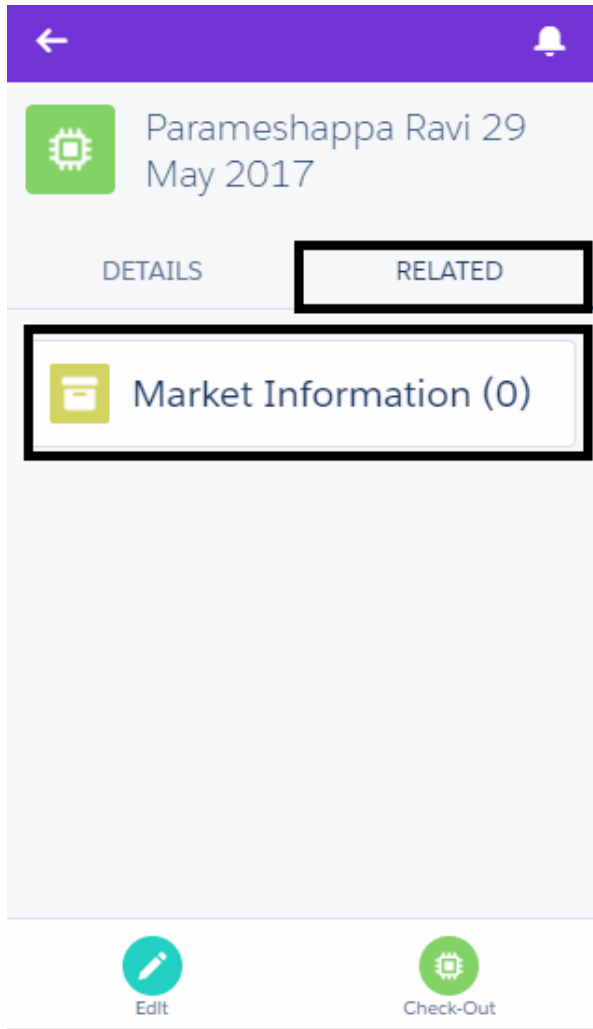 Parameshappa Ravi 29
May 2017
DETAILS
RELATED
Market Information (0)
Edit
Check-Out